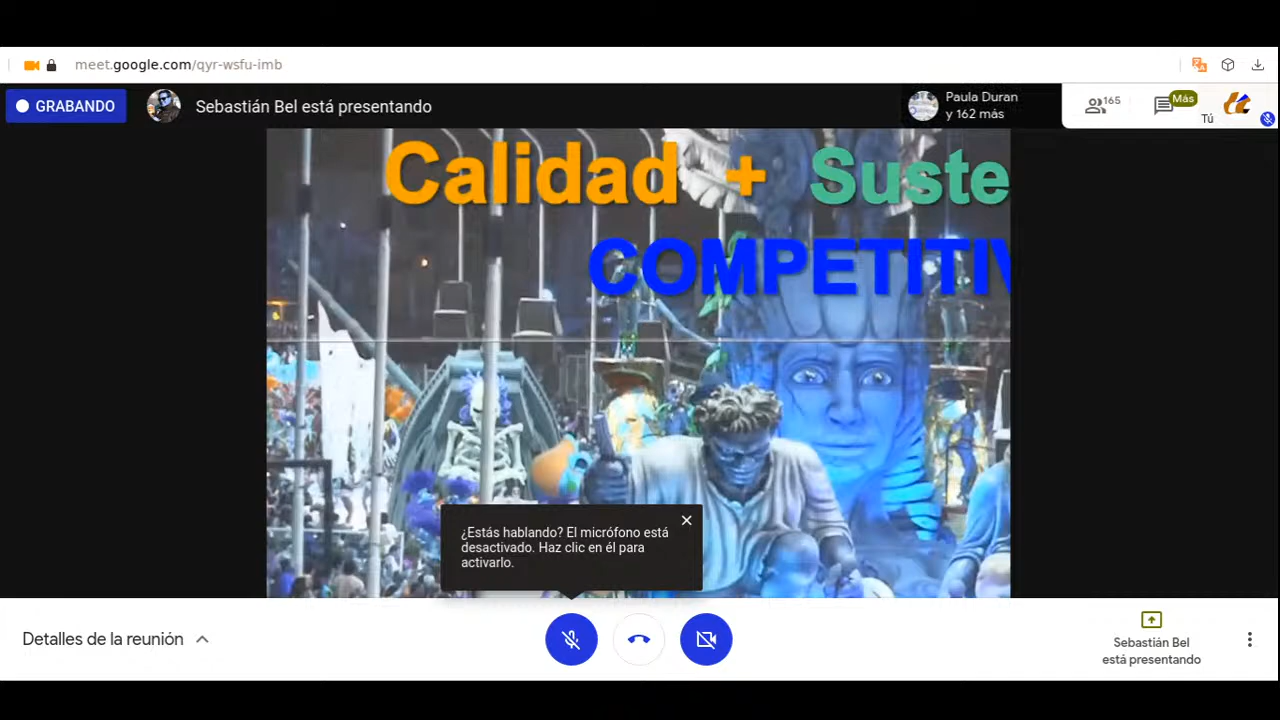 meet.google.com/qyr-wsfu-imb
GRABANDO
Sebastián Bel está presentando
Paula Duran
y 162 más
165
Más
Tú
Calidad + Suste
COMPETITIV
¿Estás hablando? El micrófono está
desactivado. Haz clic en él para
activarlo.
Detalles de la reunión
Sebastián Bel
está presentando